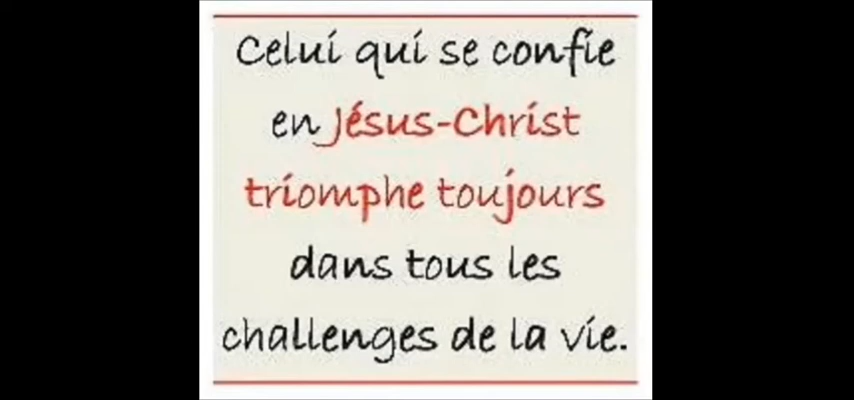 Celui qui se confie
en Jésus-Christ
triomphe toujours
dans tous les
challenges de la vie.